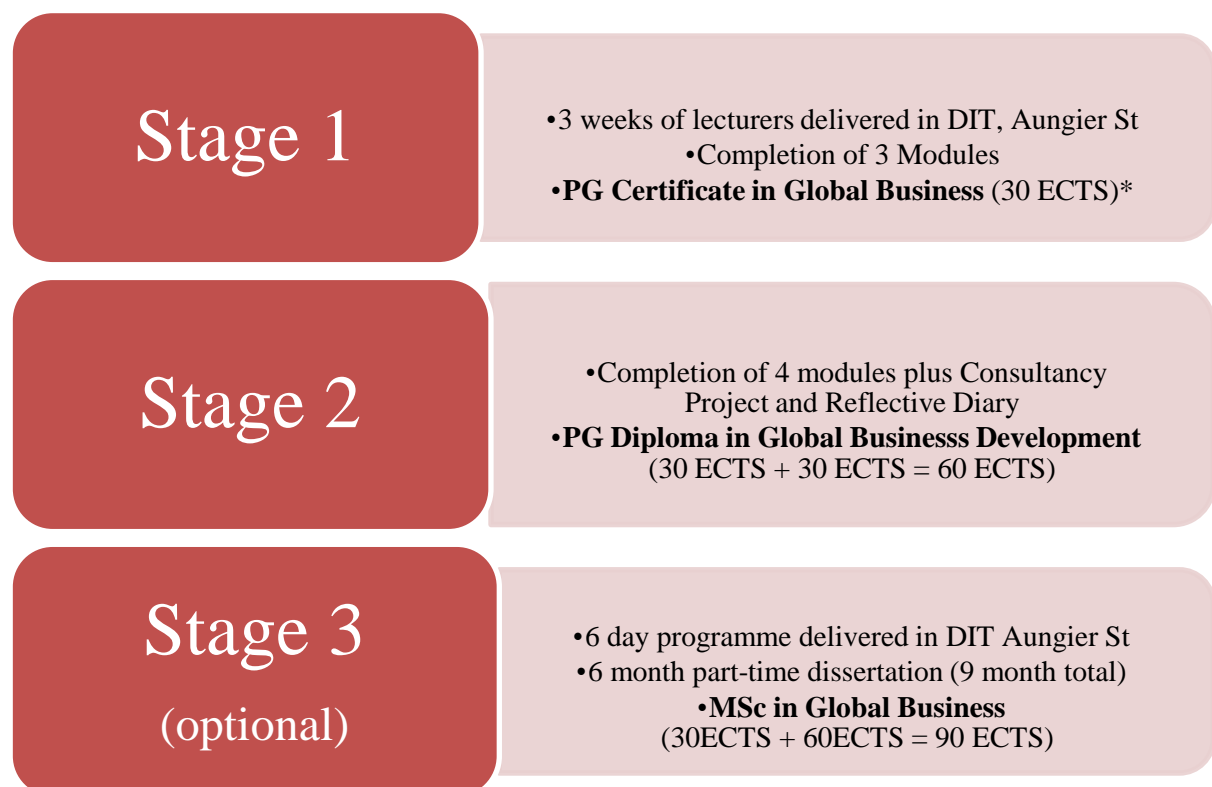 Stage 1
•3 weeks of lecturers delivered in DIT, Aungier St
•Completion of 3 Modules
•PG Certificate in Global Business (30 ECTS)*
Stage 2
•Completion of 4 modules plus Consultancy
Project and Reflective Diary
•PG Diploma in Global Businesss Development
(30 ECTS + 30 ECTS = 60 ECTS)
Stage 3
(optional)
•6 day programme delivered in DIT Aungier St
•6 month part-time dissertation (9 month total)
•MSc in Global Business
(30ECTS + 60ECTS = 90 ECTS)